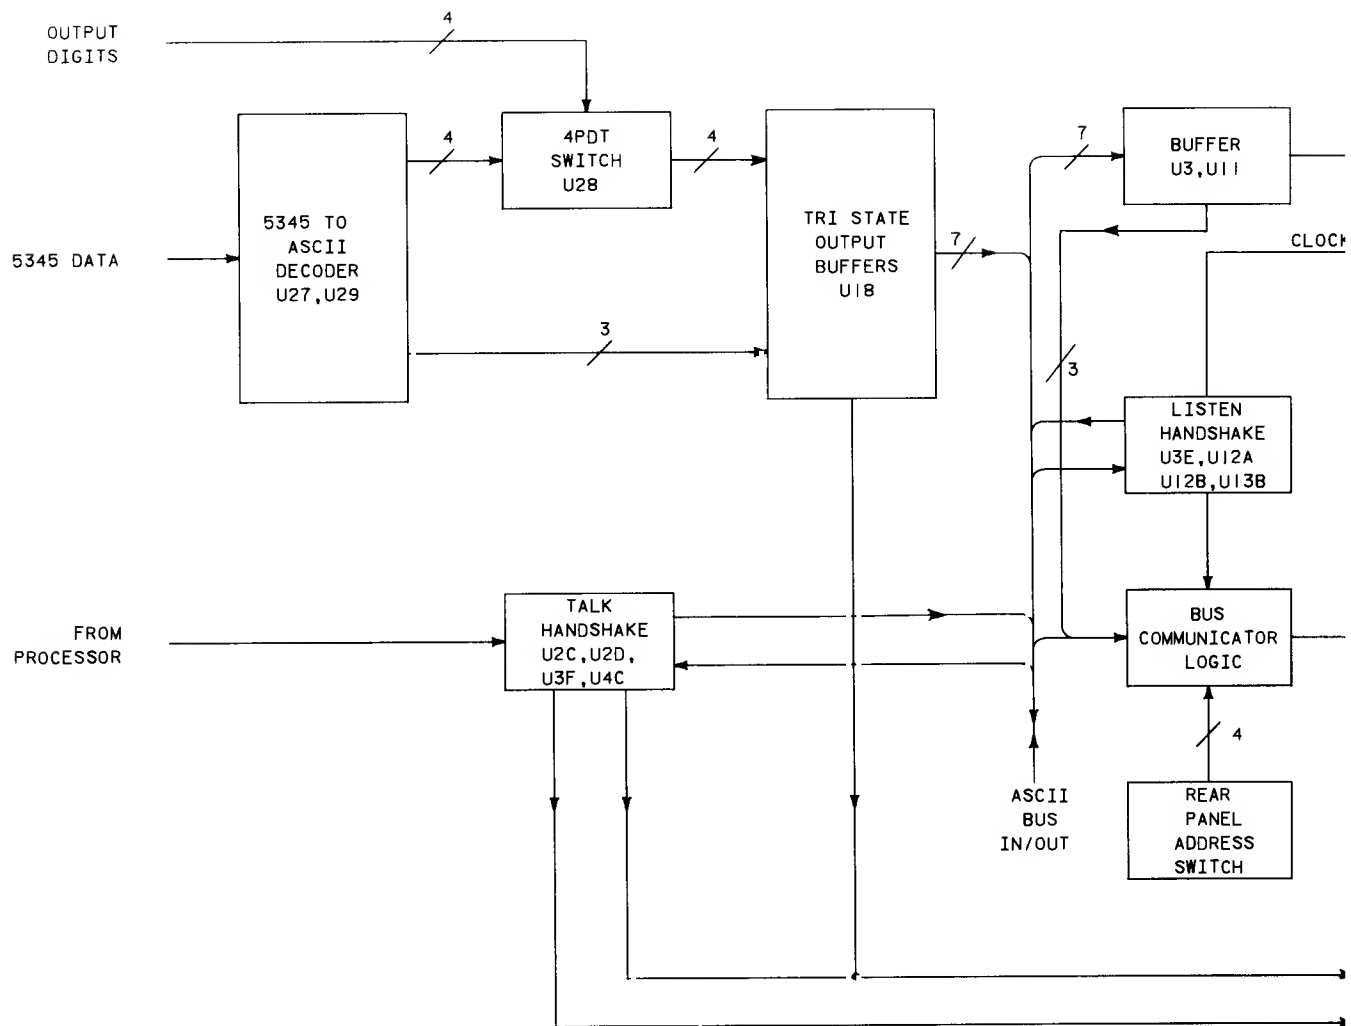 4
OUTPUT
DIGITS
4PDT
SWITCH
U28
4
4
7
BUFFER
U3,U11
5345 TO
ASCII
DECODER
U27,U29
TRI STATE
OUTPUT
BUFFERS
U18
7
CLOCK
5345 DATA
3
3
LISTEN
HANDSHAKE
U3E,U12A
U12B,U13B
FROM
PROCESSOR
TALK
HANDSHAKE
U2C,U2D,
U3F,U4C
BUS
COMMUNICATOR
LOGIC
4
ASCII
BUS
IN/OUT
REAR
PANEL
ADDRESS
SWITCH